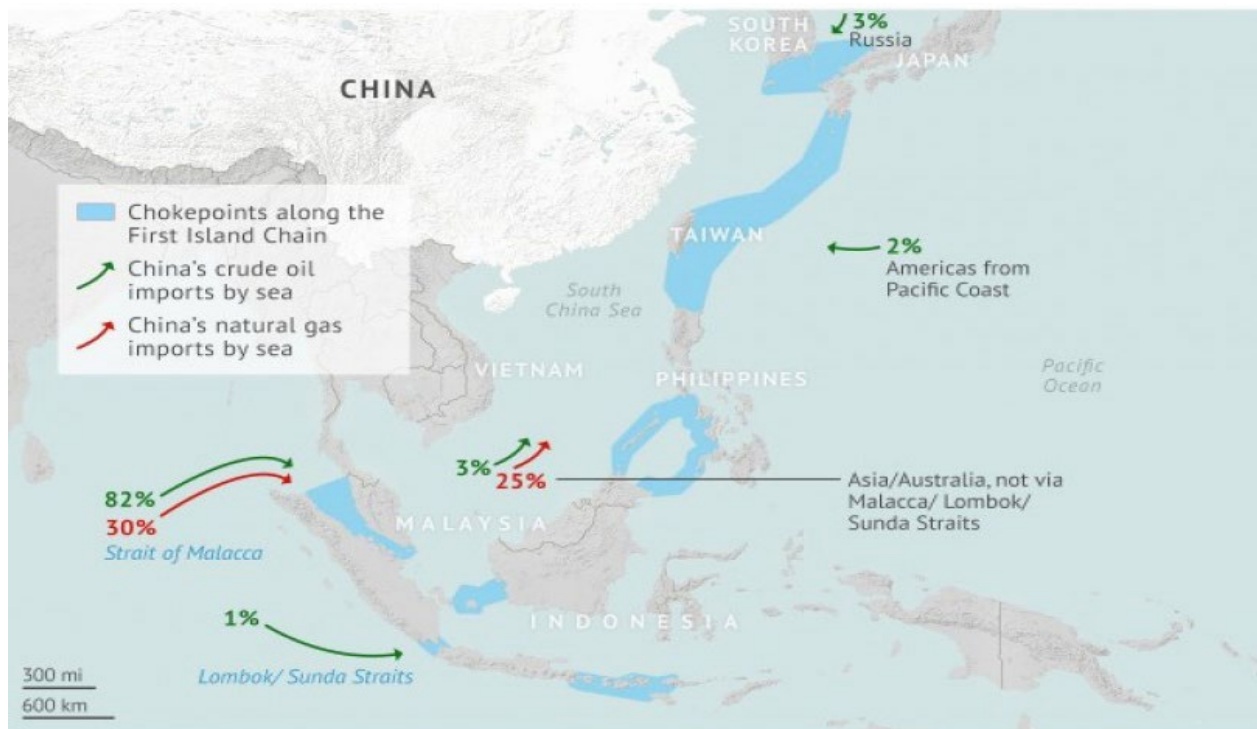 3%
Russia
SOUTH
KOREA
JAPAN
CHINA
Chokepoints along the
First Island Chain
China's crude oil
imports by sea
China's natural gas
imports by sea
TAIWAN
2%
Americas from
Pacific Coast
South
China Sea
Pacific
Ocean
VIETNAM
PHILIPPINES
3%
25%
Asia/Australia, not via
Malacca/ Lombok/
Sunda Straits
82%
30%
Strait of Malacca
MALAYSIA
1%
INDONESIA
Lombok/ Sunda Straits
300 mi
600 km